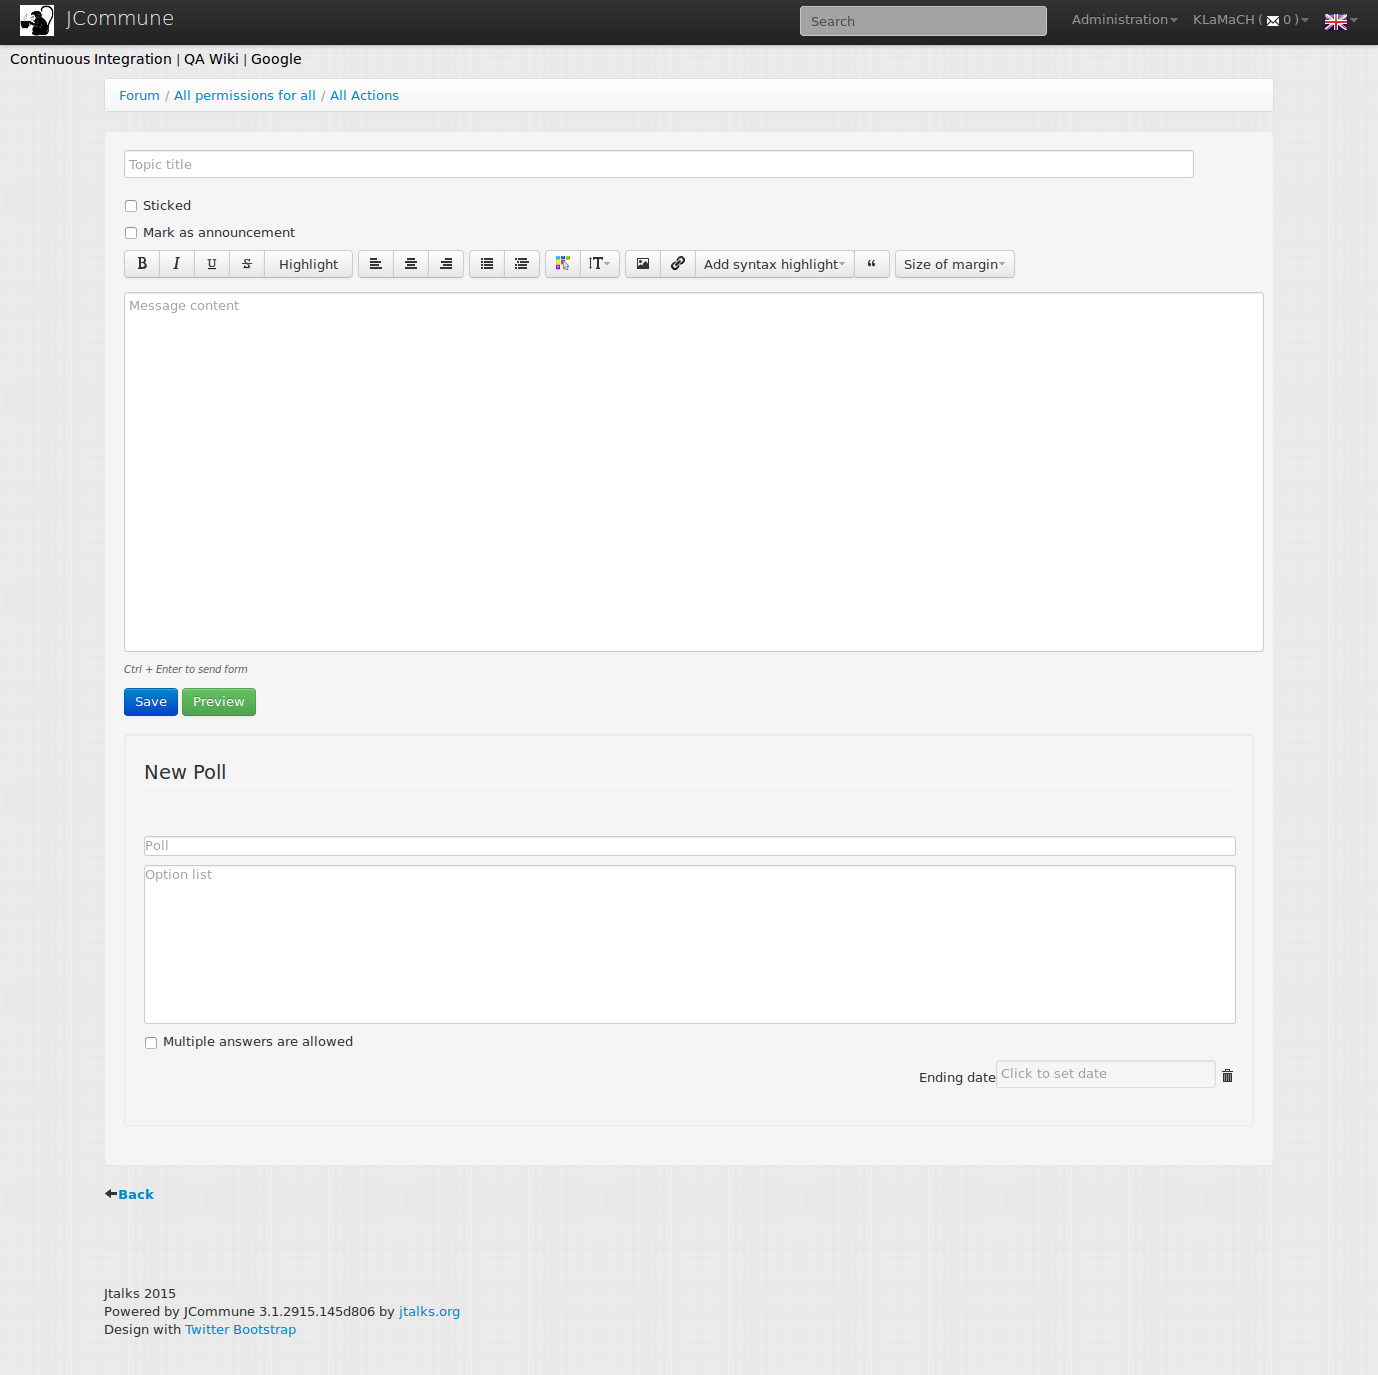 JCommune
Search
Administration
KLaMaCH ( 0 )
Continuous Integration | QA Wiki | Google
Forum / All permissions for all / All Actions
Topic title
Sticked
Mark as announcement
B I U S Highlight T Add syntax highlight “ Size of margin
Message content
Ctrl + Enter to send form
Save Preview
New Poll
Poll
Option list
Multiple answers are allowed
Ending date Click to set date
Back
Jtalks 2015
Powered by JCommune 3.1.2915.145d806 by jtalks.org
Design with Twitter Bootstrap